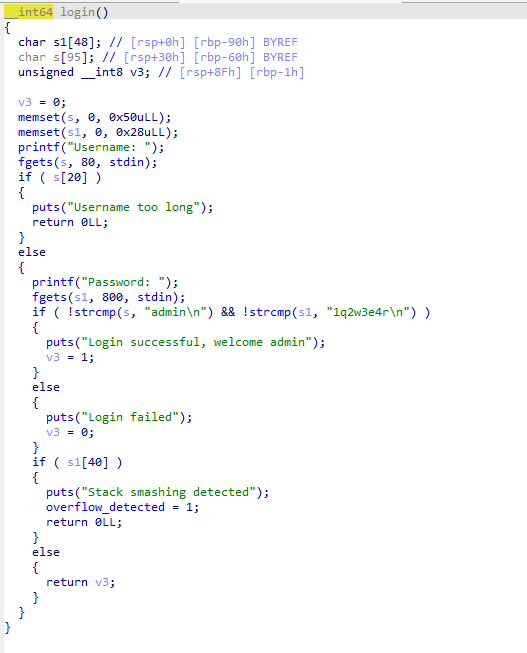 __int64 login()
{
  char s1[48]; // [rsp+0h] [rbp-90h] BYREF
  char s[95]; // [rsp+30h] [rbp-60h] BYREF
  unsigned __int8 v3; // [rsp+8Fh] [rbp-1h]

  v3 = 0;
  memset(s, 0, 0x50uLL);
  memset(s1, 0, 0x28uLL);
  printf("Username: ");
  fgets(s, 80, stdin);
  if ( s[20] )
  {
    puts("Username too long");
    return 0LL;
  }
  else
  {
    printf("Password: ");
    fgets(s1, 800, stdin);
    if ( !strcmp(s, "admin\n") && !strcmp(s1, "1q2w3e4r\n") )
    {
      puts("Login successful, welcome admin");
      v3 = 1;
    }
    else
    {
      puts("Login failed");
      v3 = 0;
    }
    if ( s1[40] )
    {
      puts("Stack smashing detected");
      overflow_detected = 1;
      return 0LL;
    }
    else
    {
      return v3;
    }
  }
}